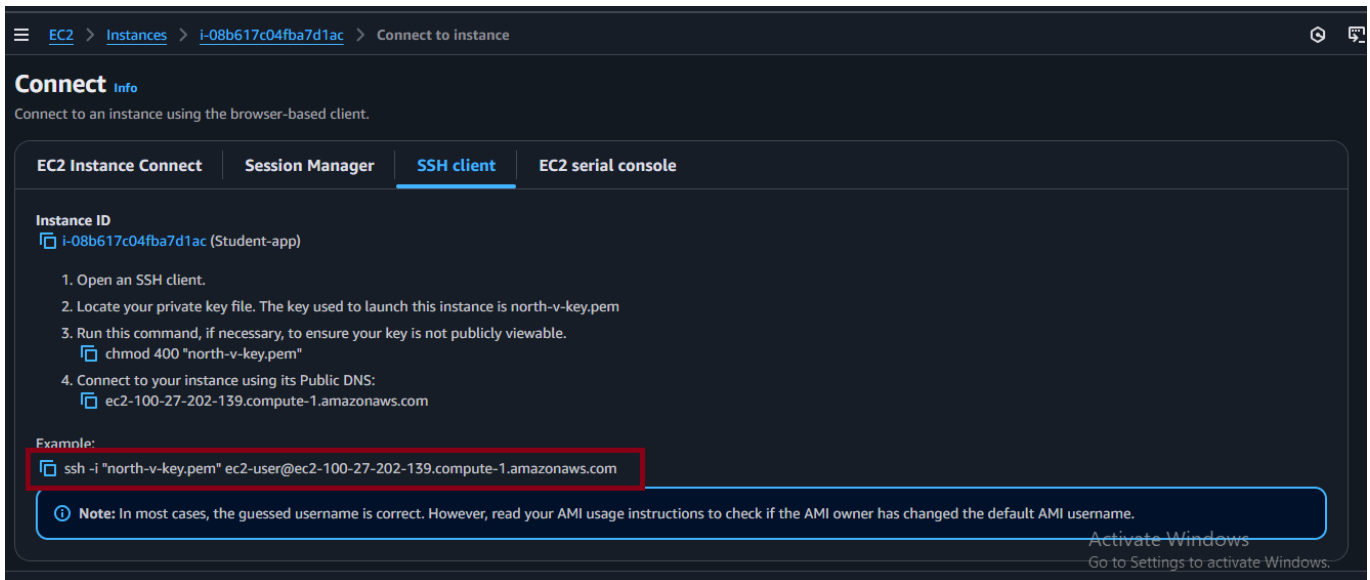 EC2 > Instances > i-08b617c04fba7d1ac > Connect to instance
Connect Info
Connect to an instance using the browser-based client.
EC2 Instance Connect Session Manager SSH client EC2 serial console
Instance ID
i-08b617c04fba7d1ac (Student-app)
1. Open an SSH client.
2. Locate your private key file. The key used to launch this instance is north-v-key.pem
3. Run this command, if necessary, to ensure your key is not publicly viewable.
chmod 400 "north-v-key.pem"
4. Connect to your instance using its Public DNS:
ec2-100-27-202-139.compute-1.amazonaws.com
Example:
ssh -i "north-v-key.pem" ec2-user@ec2-100-27-202-139.compute-1.amazonaws.com
Note: In most cases, the guessed username is correct. However, read your AMI usage instructions to check if the AMI owner has changed the default AMI username.
Activate Windows
Go to Settings to activate Windows.